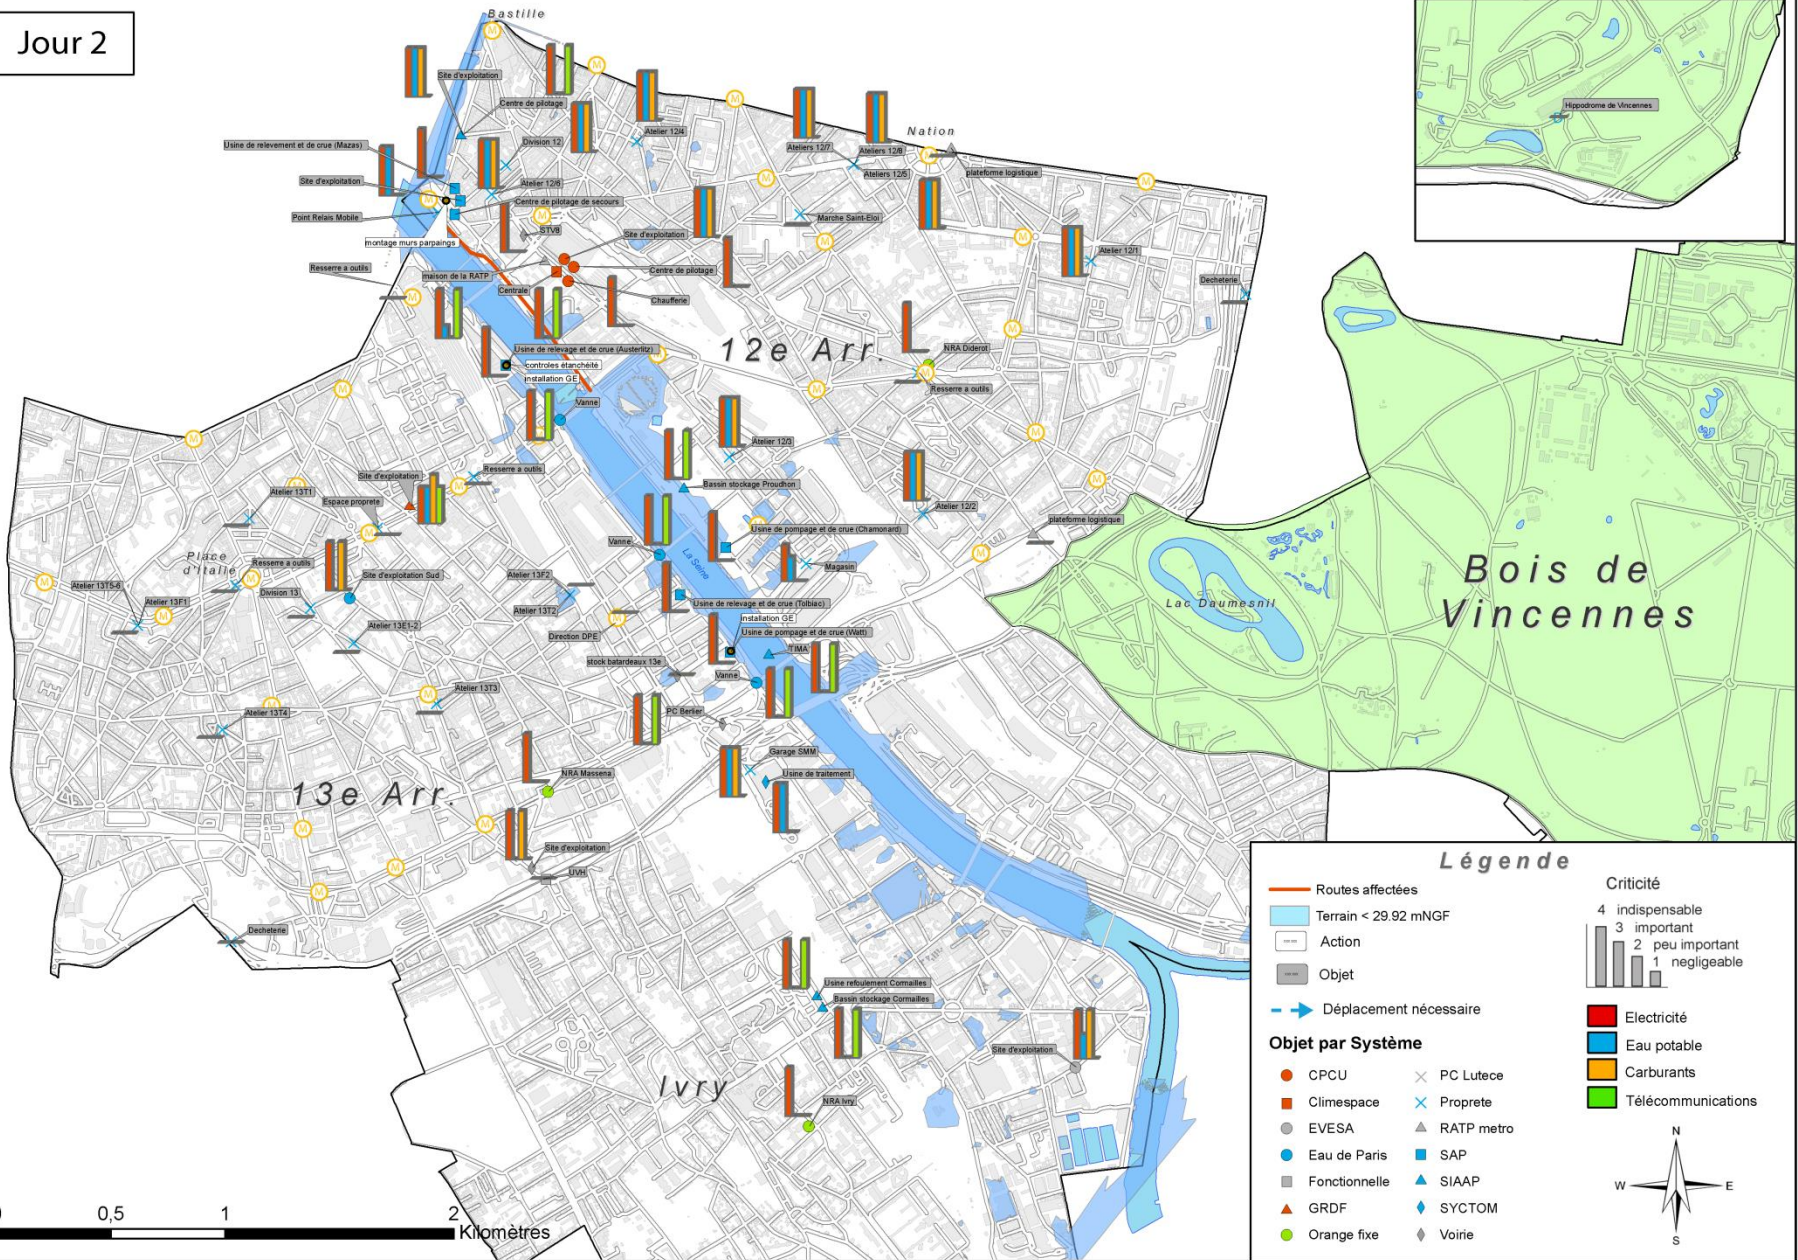 Jour 2
Bastille
Site d'exploitation
Centre de pilotage
Usine de relevement et de crue (Mazas)
Division 12
Atelier 12/4
Ateliers 12/7
Ateliers 12/8
Nation
Ateliers 12/5
plateforme logistique
Hippodrome de Vincennes
Site d'exploitation
Atelier 12/6
Centre de pilotage de secours
Point Relais Mobile
Marche Saint-Eloi
montage murs parpaings
STV8
Site d'exploitation
Atelier 12/1
Resserre a outils
maison de la RATP
Centre de pilotage
Decheterie
Centrale
Chaufferie
12e Arr.
NRA Diderot
Usine de relevage et de crue (Austerlitz)
controles étanchéité
installation GE
Resserre a outils
Vanne
Atelier 12/3
Site d'exploitation
Resserre a outils
Bassin stockage Proudhon
Atelier 13T1
Espace proprete
Atelier 12/2
plateforme logistique
Usine de pompage et de crue (Chamonard)
Vanne
La Seine
Magasin
Place
d'Italie
Resserre a outils
Site d'exploitation Sud
Atelier 13F2
Atelier 13T5-6
Atelier 13F1
Division 13
Atelier 13T2
Usine de relevage et de crue (Tolbiac)
Lac Daumesnil
Bois de
Vincennes
Atelier 13E1-2
Direction DPE
installation GE
Usine de pompage et de crue (Watt)
TIMA
stock batardeaux 13e
Vanne
Atelier 13T3
Atelier 13T4
PC Berlier
Garage SMM
NRA Massena
Usine de traitement
13e Arr.
Site d'exploitation
UVH
Decheterie
Usine refoulement Cornailles
Bassin stockage Cornailles
Site d'exploitation
Ivry
NRA Ivry
0,5
1
2
Kilomètres
Légende
Routes affectées
Terrain < 29.92 mNGF
Action
Objet
Déplacement nécessaire
Criticité
4 indispensable
3 important
2 peu important
1 negligeable
Electricité
Eau potable
Carburants
Télécommunications
Objet par Système
CPCU
Climespace
EVESA
Eau de Paris
Fonctionnelle
GRDF
Orange fixe
PC Lutece
Proprete
RATP metro
SAP
SIAAP
SYCTOM
Voirie
N
W
E
S